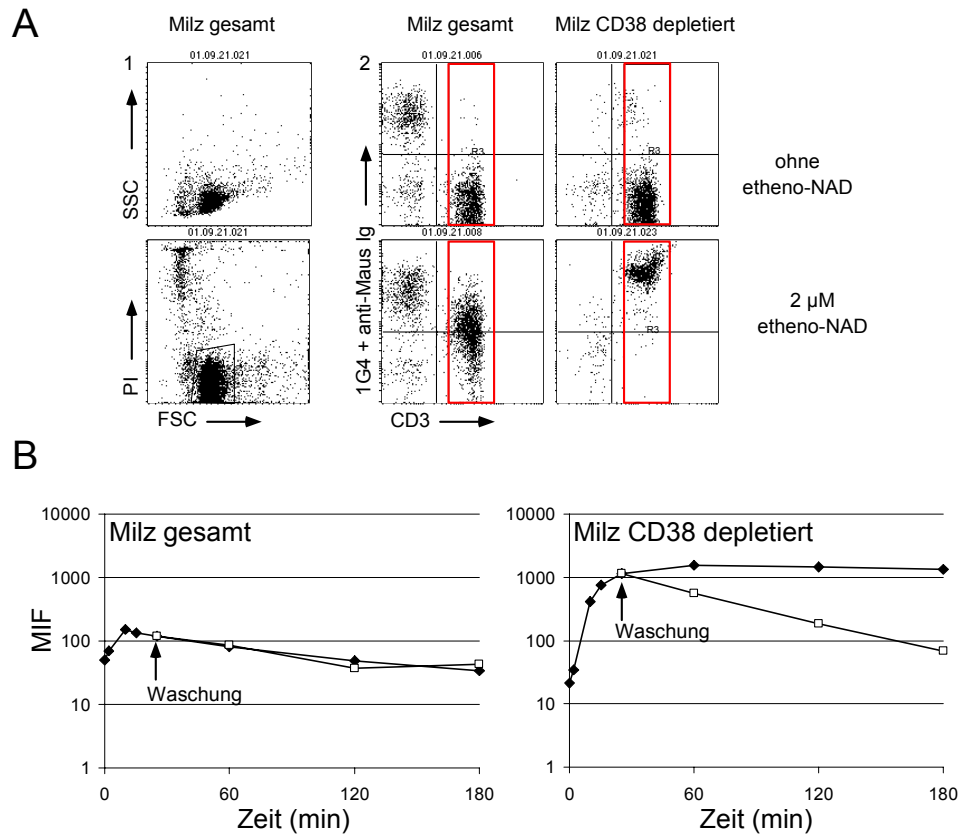 A
Milz gesamt
Milz gesamt
Milz CD38 depletiert
01.09.21.021
01.09.21.006
01.09.21.021
1
2
SSC
R3
R3
ohne
etheno-NAD
01.09.21.021
01.09.21.008
01.09.21.023
PI
1G4 + anti-Maus Ig
R3
2 µM
etheno-NAD
FSC
CD3
B
10000
1000
100
10
1
MIF
Milz gesamt
Waschung
0
60
120
180
Zeit (min)
10000
1000
100
10
1
Milz CD38 depletiert
Waschung
0
60
120
180
Zeit (min)